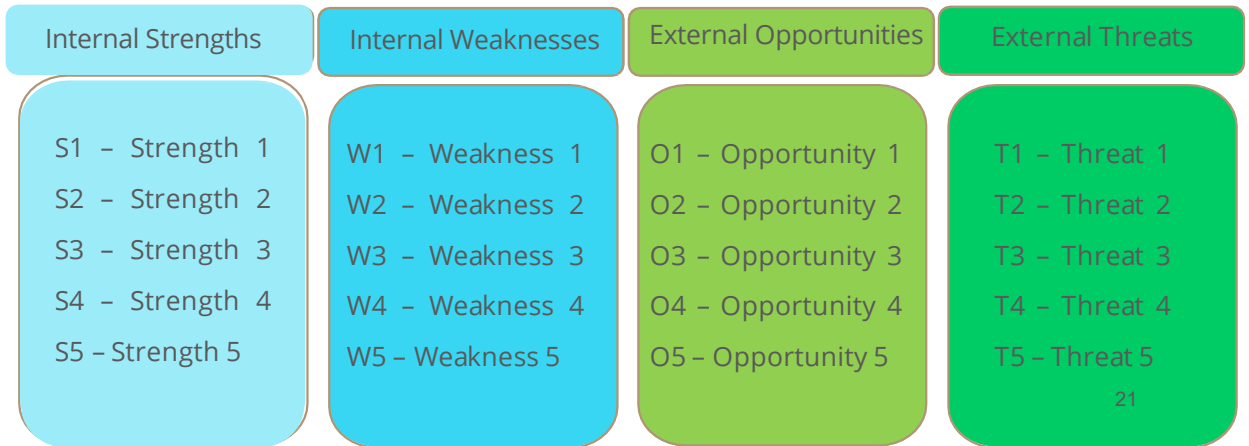 Internal Strengths
S1 – Strength 1
S2 – Strength 2
S3 – Strength 3
S4 – Strength 4
S5 – Strength 5
Internal Weaknesses
W1 – Weakness 1
W2 – Weakness 2
W3 – Weakness 3
W4 – Weakness 4
W5 – Weakness 5
External Opportunities
O1 – Opportunity 1
O2 – Opportunity 2
O3 – Opportunity 3
O4 – Opportunity 4
O5 – Opportunity 5
External Threats
T1 – Threat 1
T2 – Threat 2
T3 – Threat 3
T4 – Threat 4
T5 – Threat 5
21